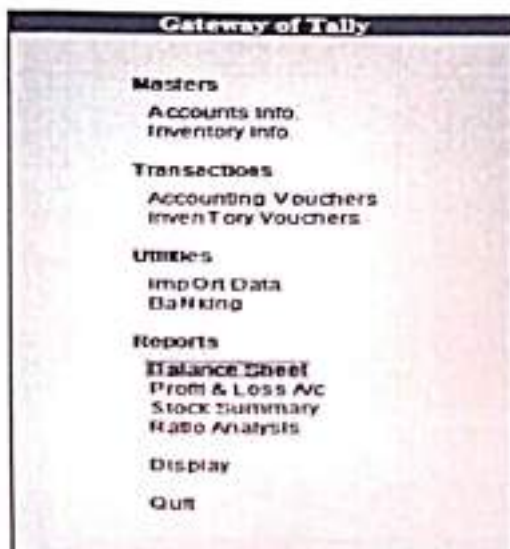 Gateway of Tally
Masters
Accounts Info.
Inventory Info.
Transactions
Accounting Vouchers
InvenTory Vouchers
Utilities
ImpOrt Data
BaNking
Reports
Balance Sheet
Profit & Loss A/c
Stock Summary
Ratio Analysis
Display
Quit